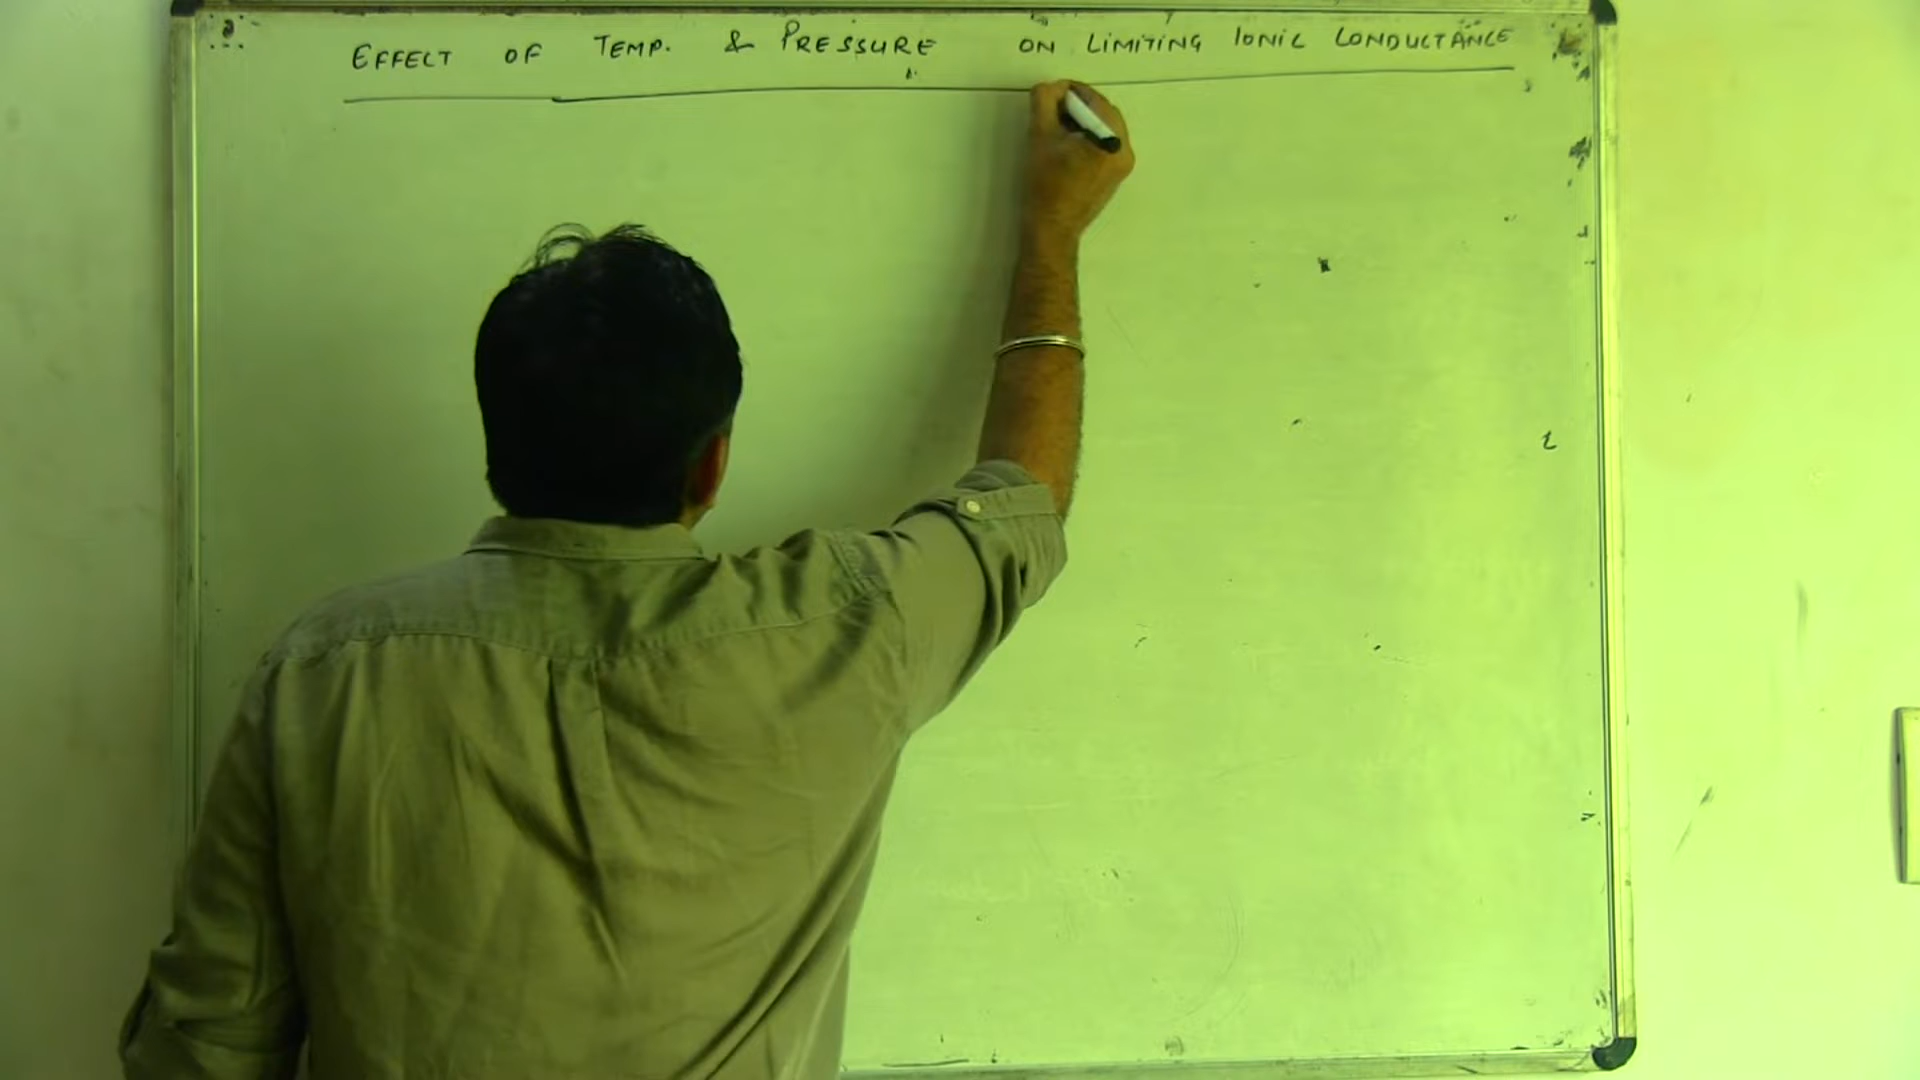 EFFECT OF TEMP. & PRESSURE ON LIMITING IONIC CONDUCTANCE